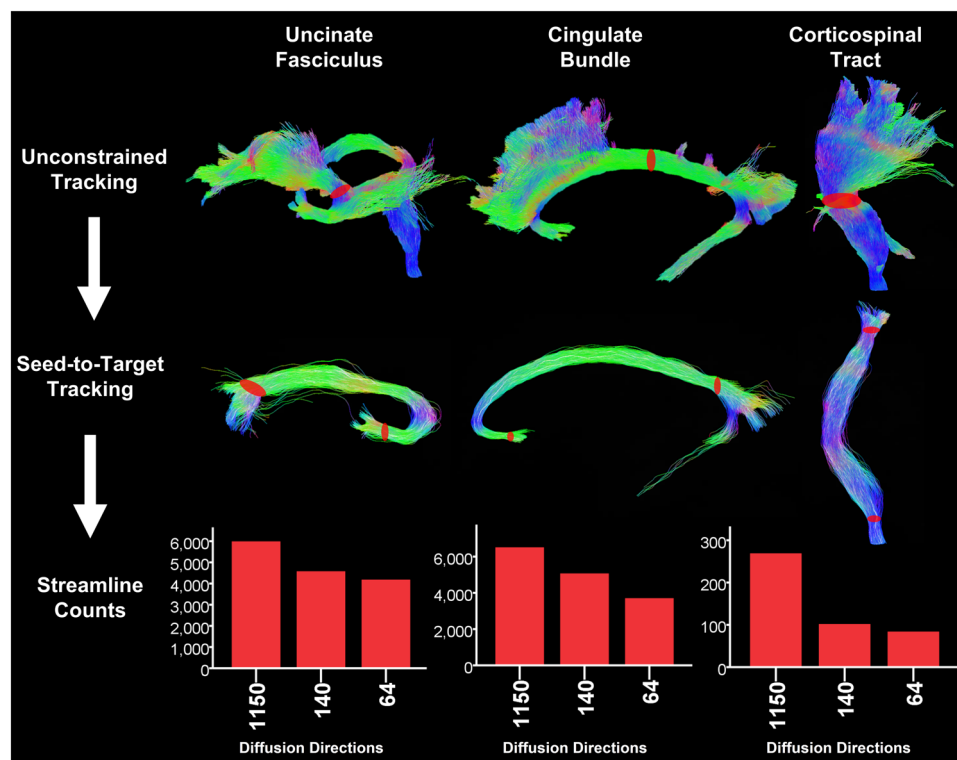 Uncinate
Fasciculus
Cingulate
Bundle
Corticospinal
Tract
Unconstrained
Tracking
Seed-to-Target
Tracking
Streamline
Counts
6,000
5,000
4,000
3,000
2,000
1,000
0
1150
140
64
Diffusion Directions
6,000
4,000
2,000
0
1150
140
64
Diffusion Directions
300
200
100
0
1150
140
64
Diffusion Directions